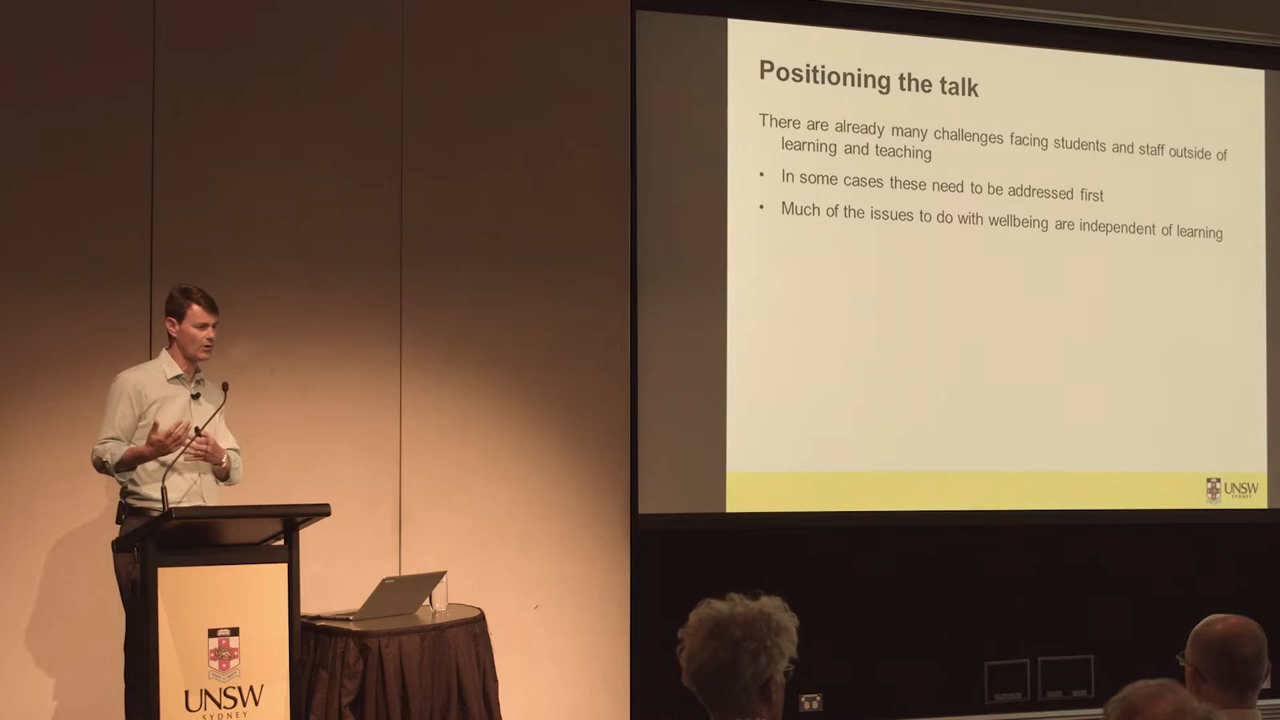 Positioning the talk
There are already many challenges facing students and staff outside of
learning and teaching
• In some cases these need to be addressed first
• Much of the issues to do with wellbeing are independent of learning
UNSW
SYDNEY
UNSW
SYDNEY